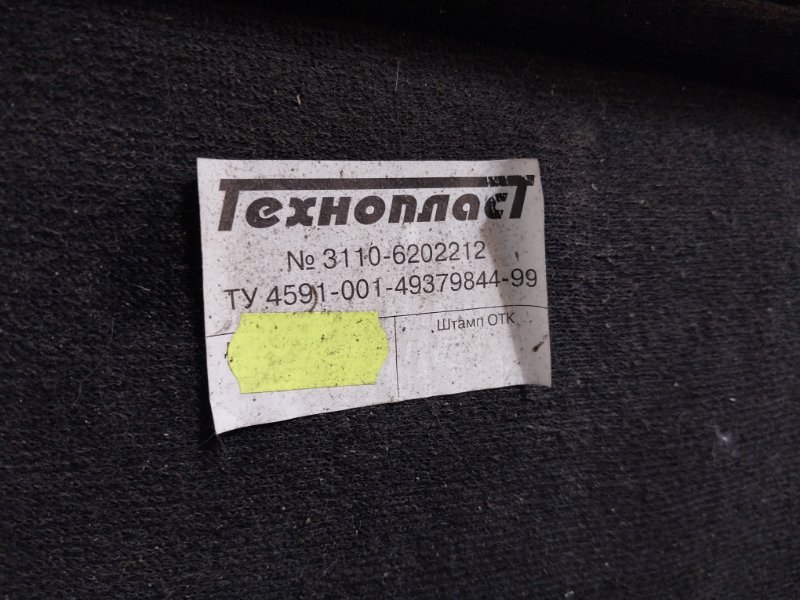 Технопласт
№ 3110-6202212
ТУ 4591-001-49379844-99
Штамп ОТК